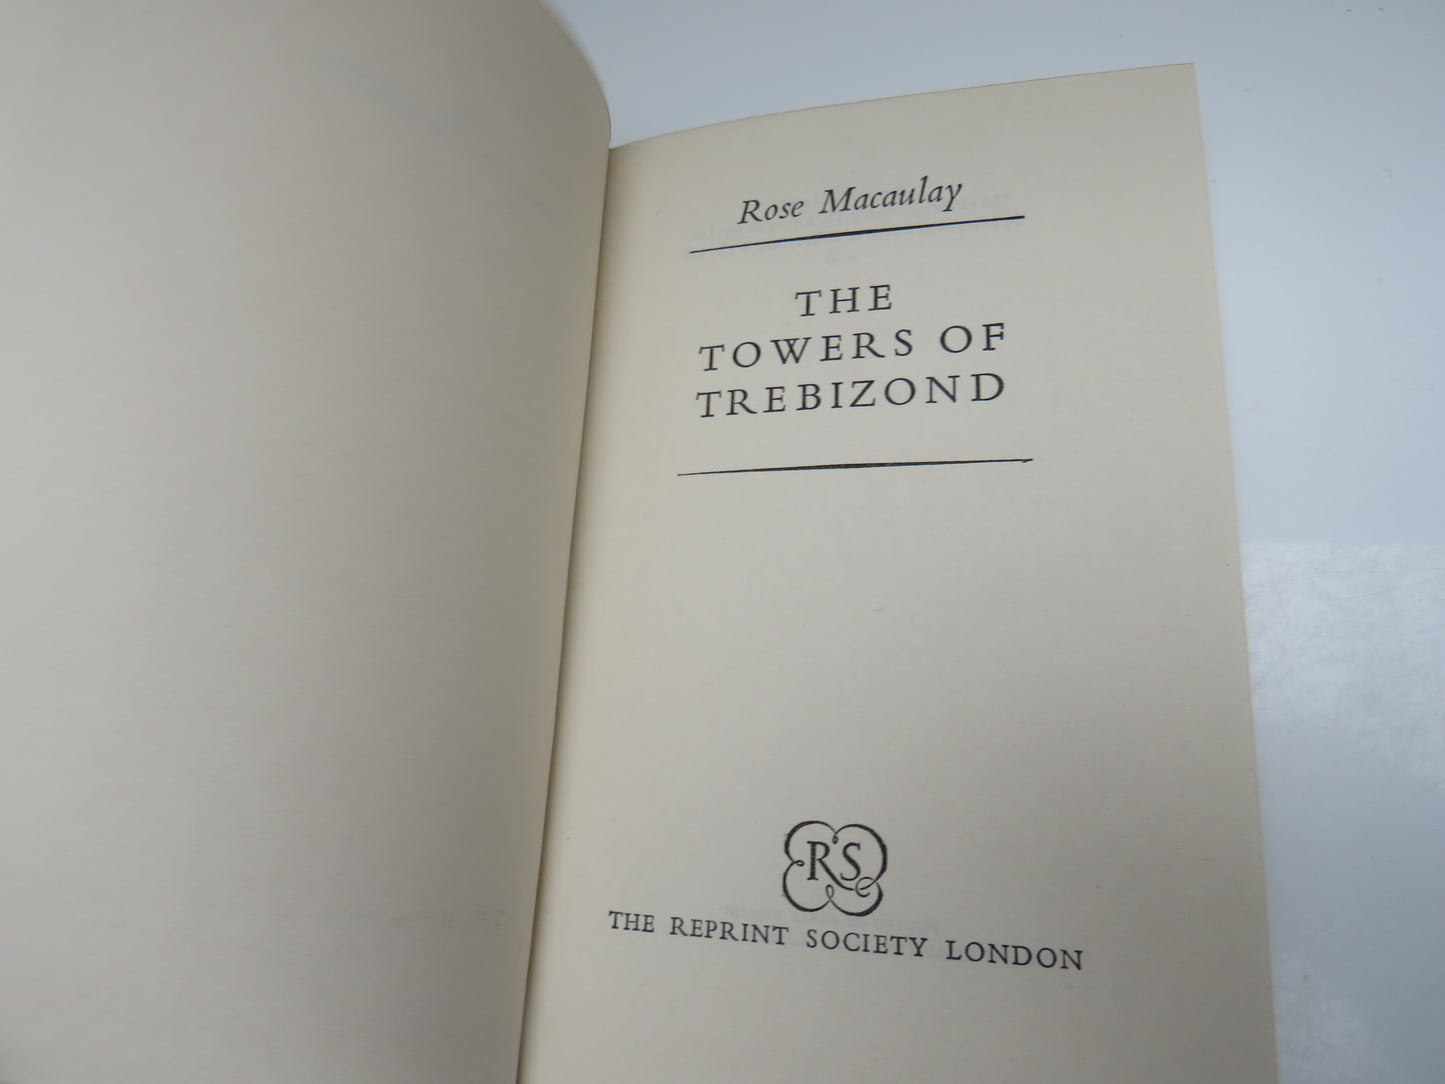 Rose Macaulay
THE
TOWERS OF
TREBIZOND
RS
THE REPRINT SOCIETY LONDON